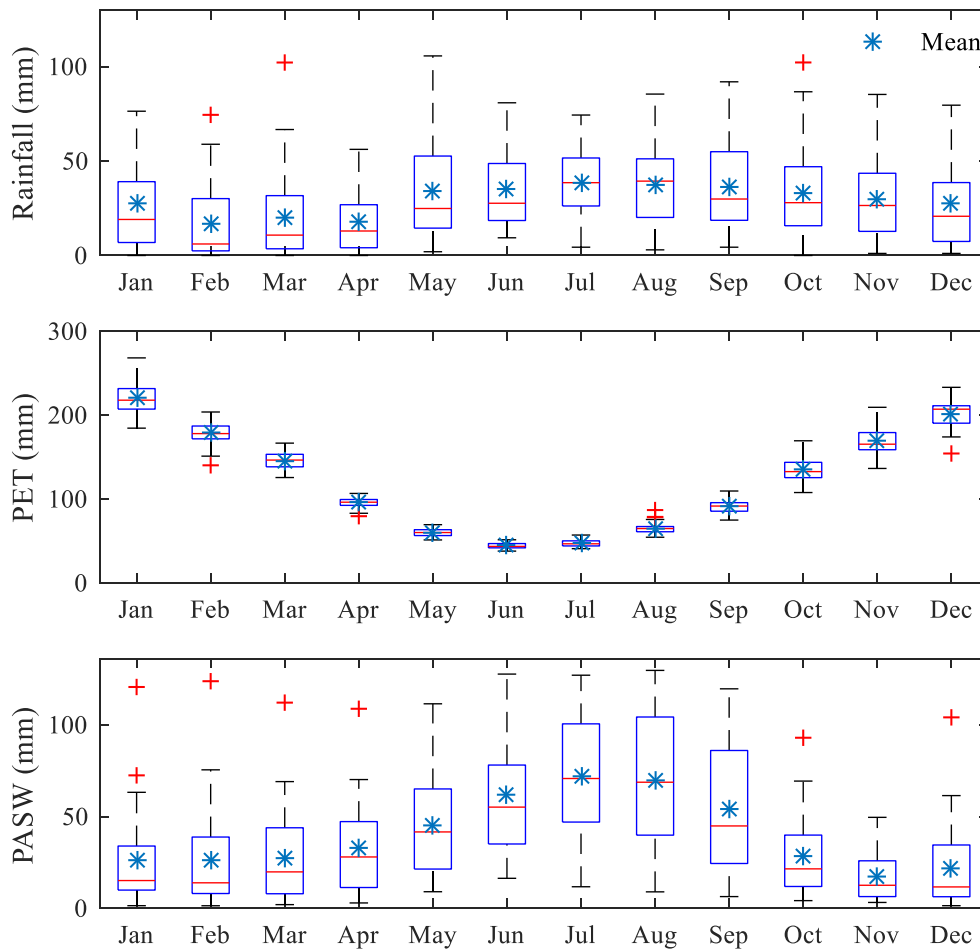 Mean
Rainfall (mm)
100
50
0
Jan Feb Mar Apr May Jun Jul Aug Sep Oct Nov Dec
PET (mm)
300
200
100
0
Jan Feb Mar Apr May Jun Jul Aug Sep Oct Nov Dec
PASW (mm)
100
50
0
Jan Feb Mar Apr May Jun Jul Aug Sep Oct Nov Dec